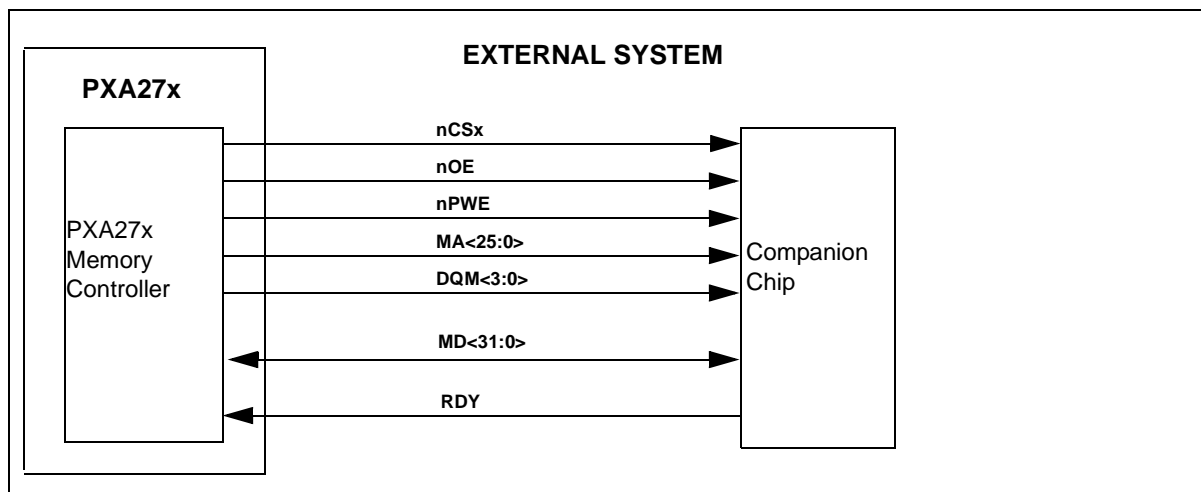 EXTERNAL SYSTEM
PXA27x
nCSx
nOE
nPWE
MA<25:0>
DQM<3:0>
MD<31:0>
RDY
PXA27x
Memory
Controller
Companion
Chip